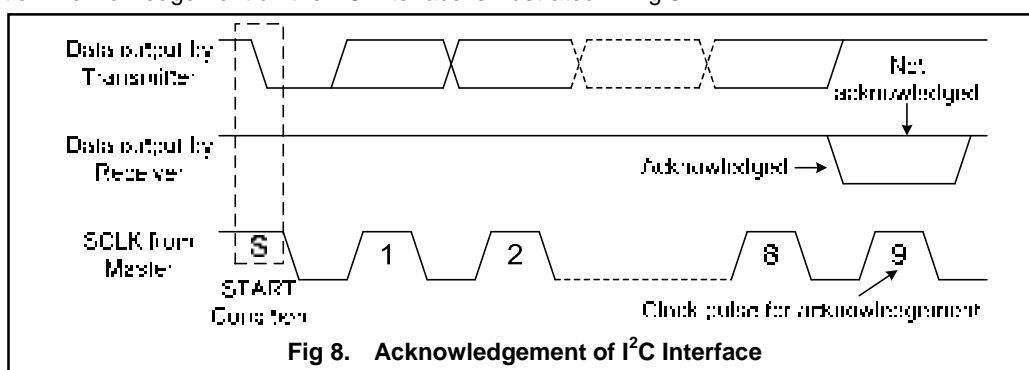 Data output by
Transmitter
Not
acknowledged
Data output by
Receiver
Acknowledged
SCLK from
Master
S
1
2
8
9
START
Condition
Clock pulse for acknowledgement
Fig 8. Acknowledgement of I²C Interface